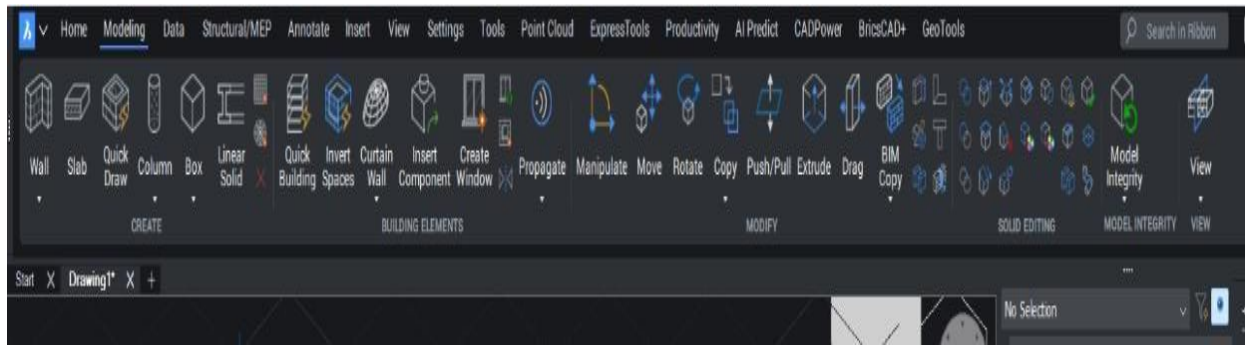 Home Modeling Data Structural/MEP Annotate Insert View Settings Tools Point Cloud ExpressTools Productivity AI Predict CADPower BricsCAD+ GeoTools Search in Ribbon
Wall Slab Quick Draw Column Box Linear Solid Quick Building Invert Spaces Curtain Wall Insert Component Create Window Propagate Manipulate Move Rotate Copy Push/Pull Extrude Drag BIM Copy Model Integrity View
CREATE BUILDING ELEMENTS MODIFY SOLID EDITING MODEL INTEGRITY VIEW
Start X Drawing1* X +
No Selection